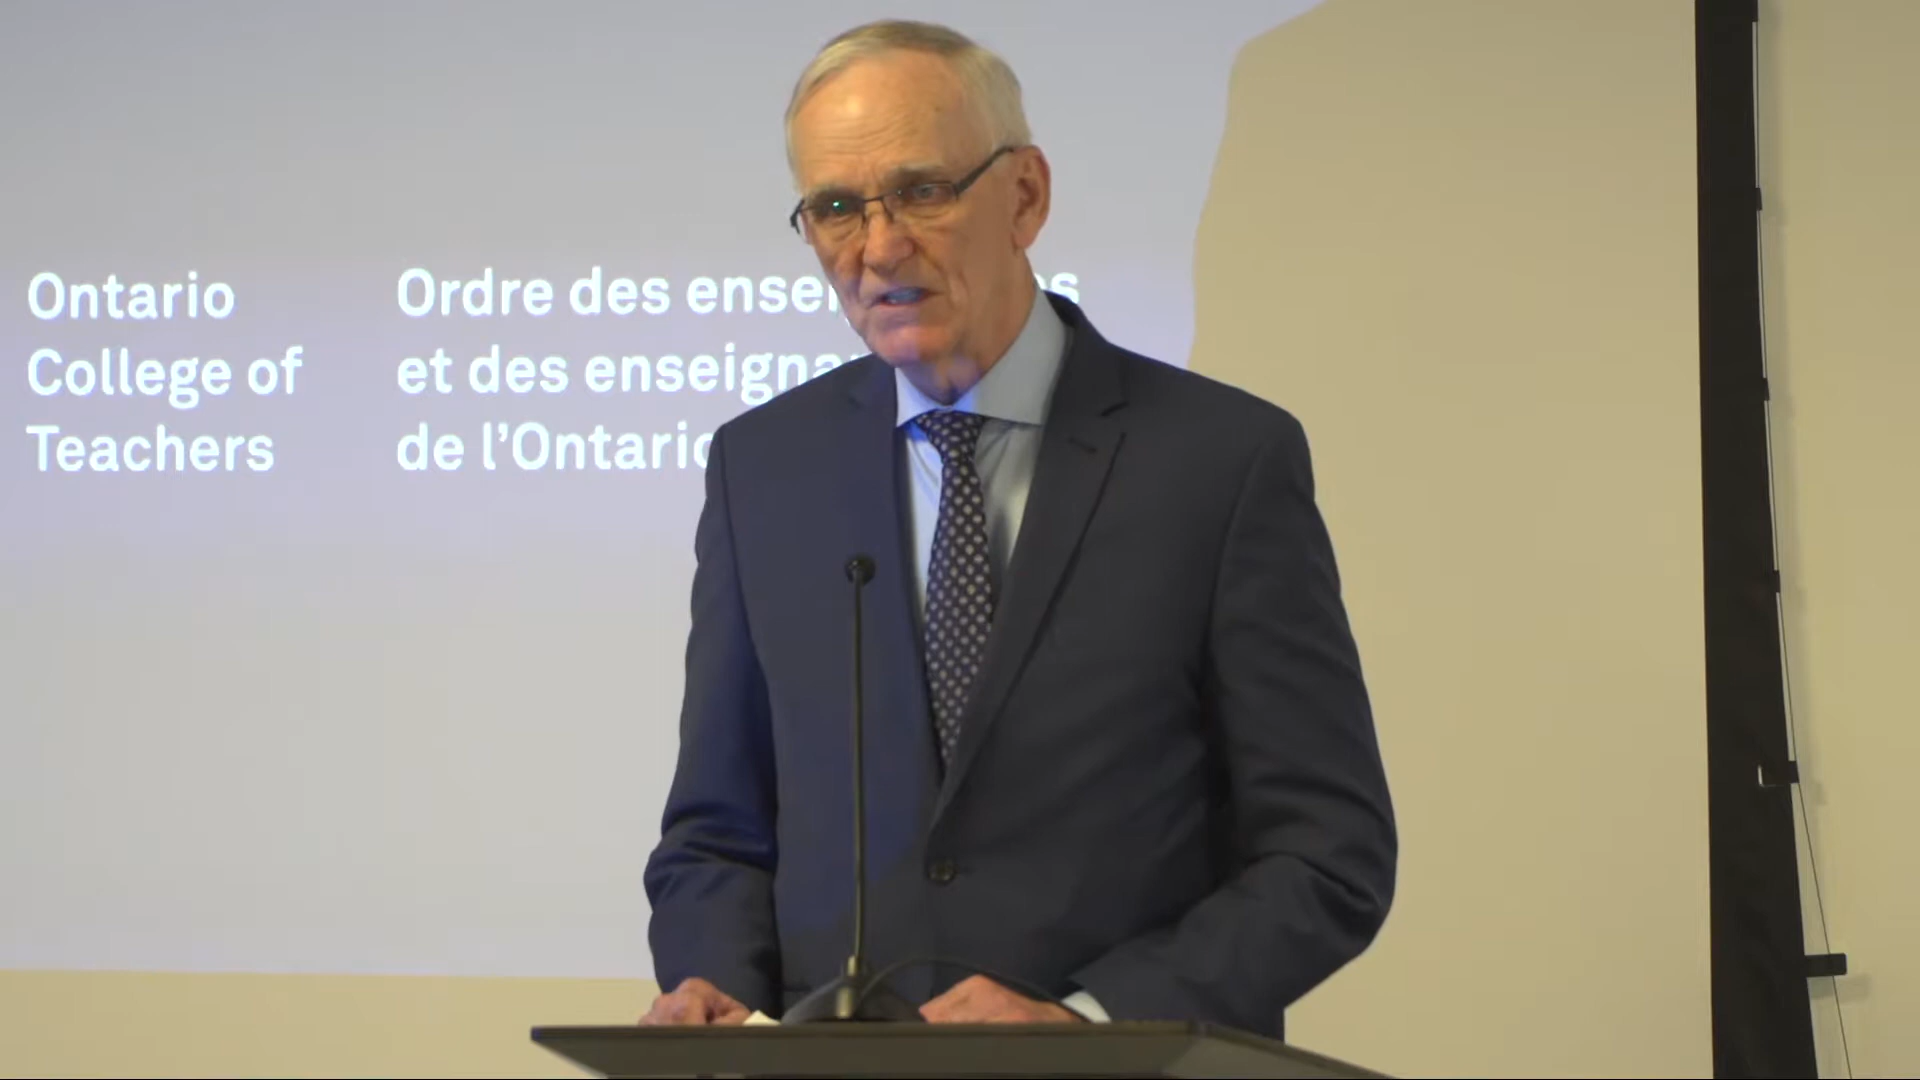 Ontario
College of
Teachers
Ordre des
et des
de l'Ontario